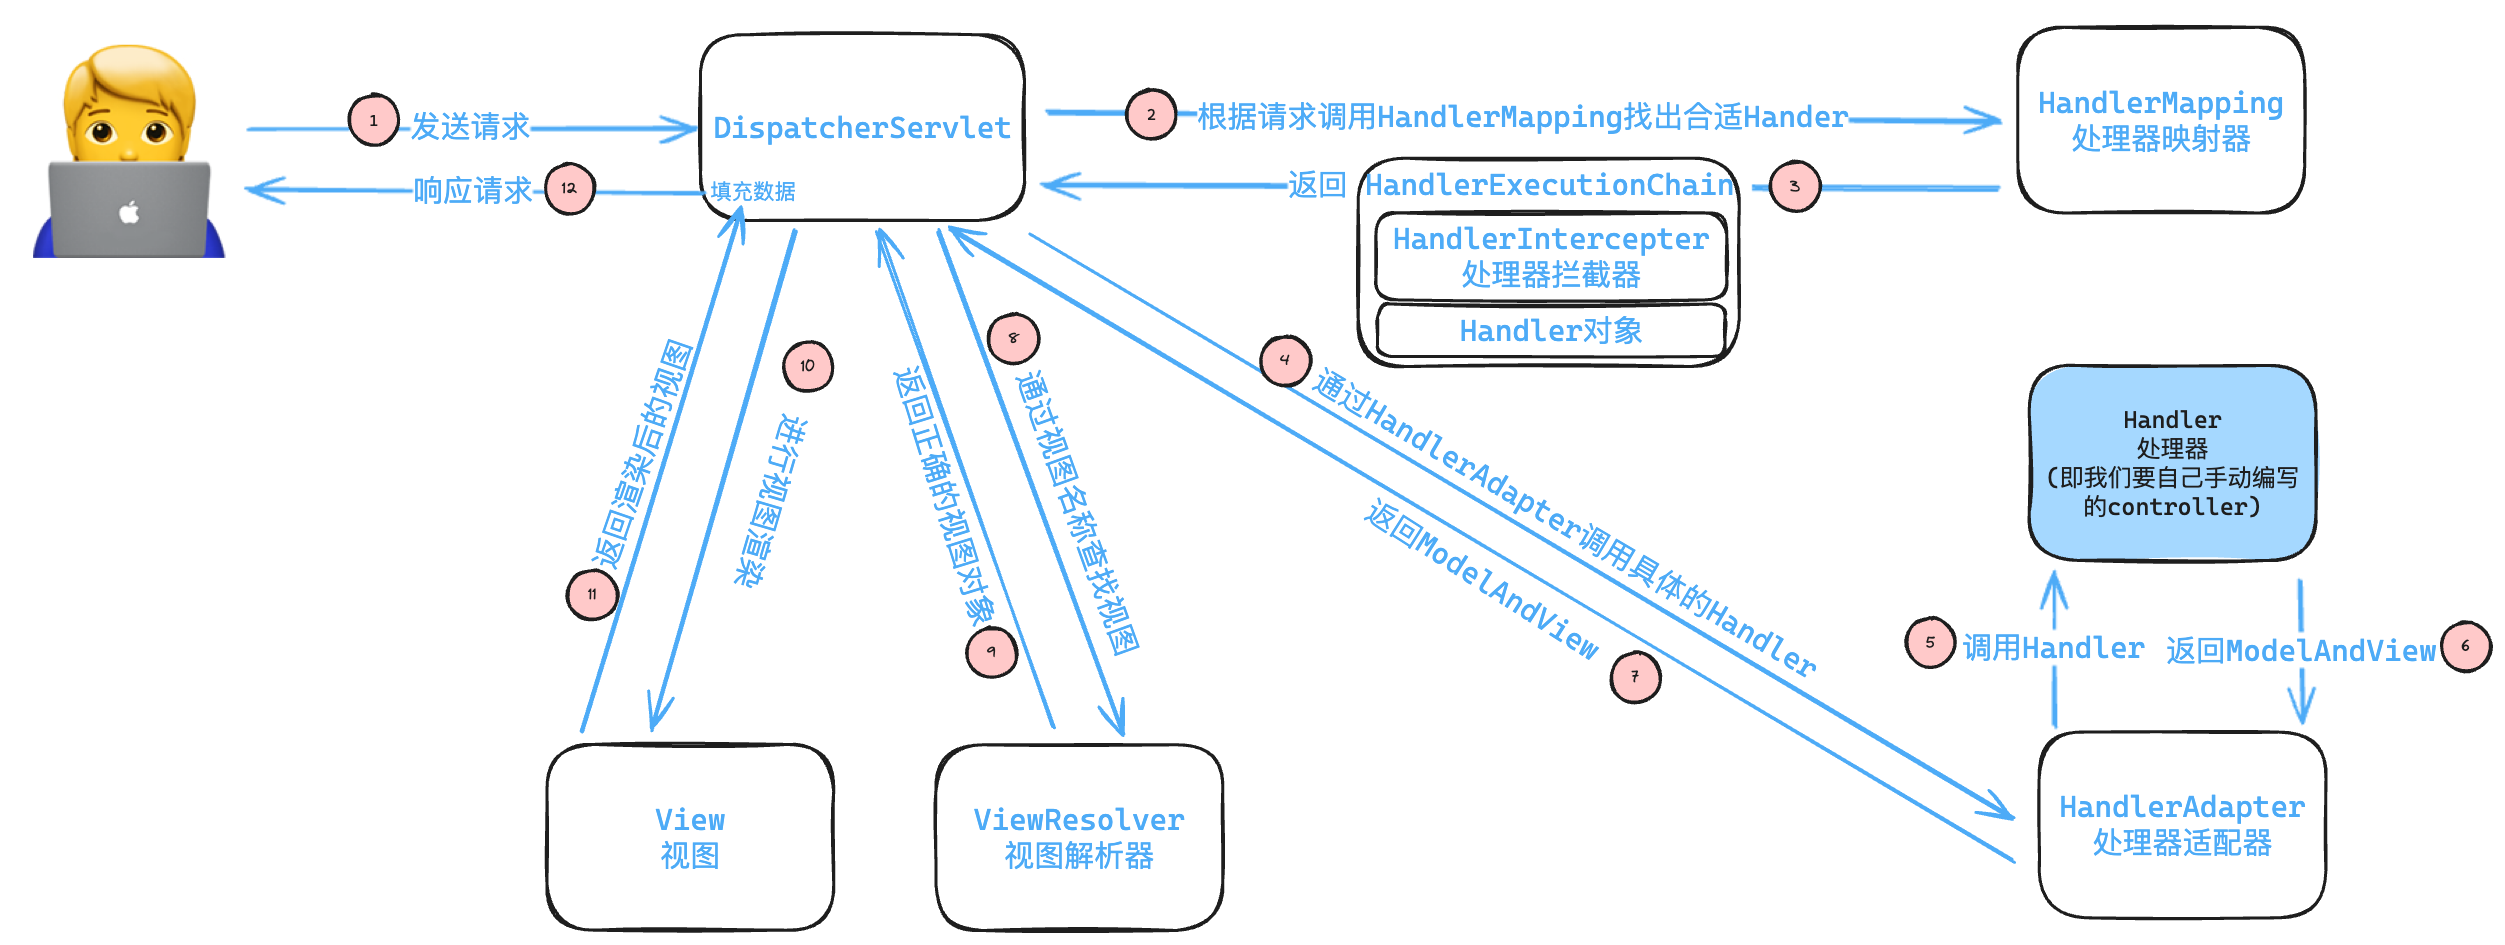 1
发送请求
12
响应请求
DispatcherServlet
填充数据
2
根据请求调用HandlerMapping找出合适Hander
HandlerMapping
处理器映射器
3
返回
HandlerExecutionChain
HandlerIntercepter
处理器拦截器
Handler对象
4
通过HandlerAdapter调用具体的Handler
Handler
处理器
(即我们要自己手动编写
的controller)
5
调用Handler
6
返回ModelAndView
HandlerAdapter
处理器适配器
7
返回ModelAndView
8
通过视图名称查找视图
9
返回正确的视图对象
ViewResolver
视图解析器
10
进行视图渲染
11
返回渲染后的视图
View
视图